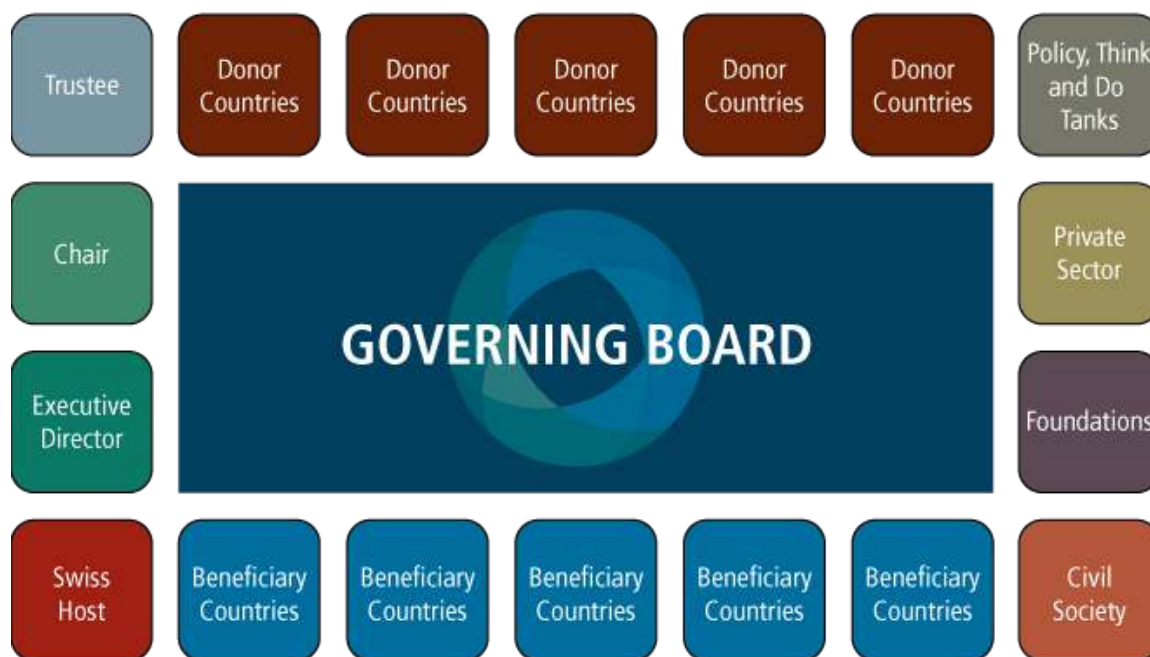 Trustee
Donor
Countries
Donor
Countries
Donor
Countries
Donor
Countries
Donor
Countries
Policy, Think
and Do
Tanks
Chair
GOVERNING BOARD
Private
Sector
Executive
Director
Foundations
Swiss
Host
Beneficiary
Countries
Beneficiary
Countries
Beneficiary
Countries
Beneficiary
Countries
Beneficiary
Countries
Civil
Society